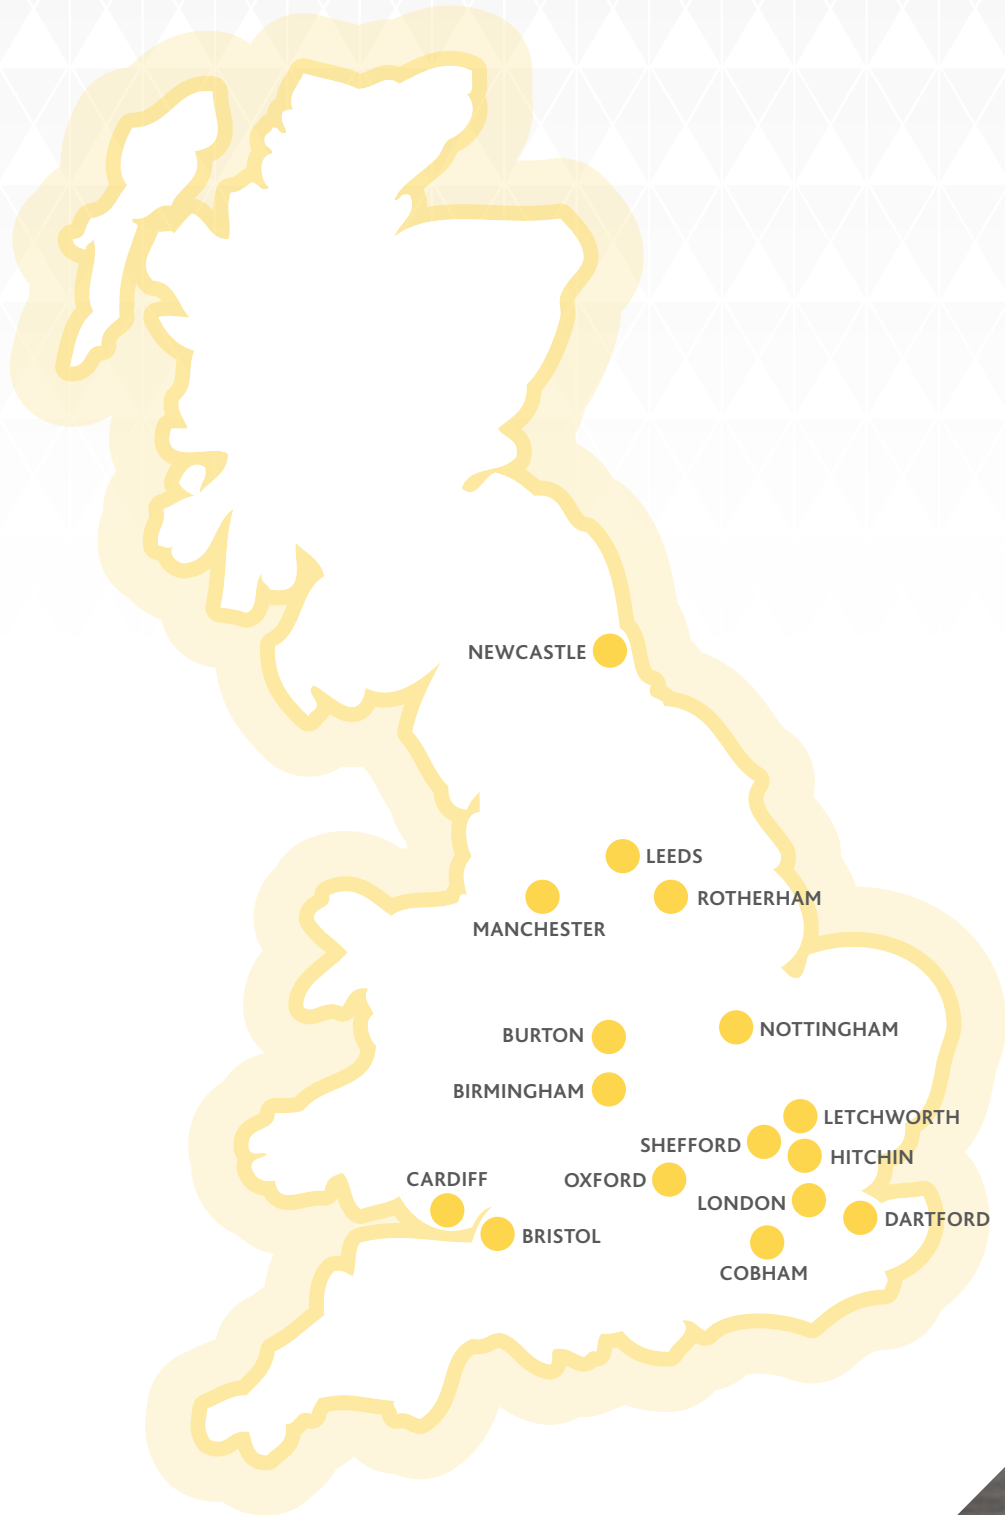 NEWCASTLE
LEEDS
ROTHERHAM
MANCHESTER
NOTTINGHAM
BURTON
BIRMINGHAM
LETCHWORTH
SHEFFORD
HITCHIN
CARDIFF
OXFORD
LONDON
DARTFORD
BRISTOL
COBHAM